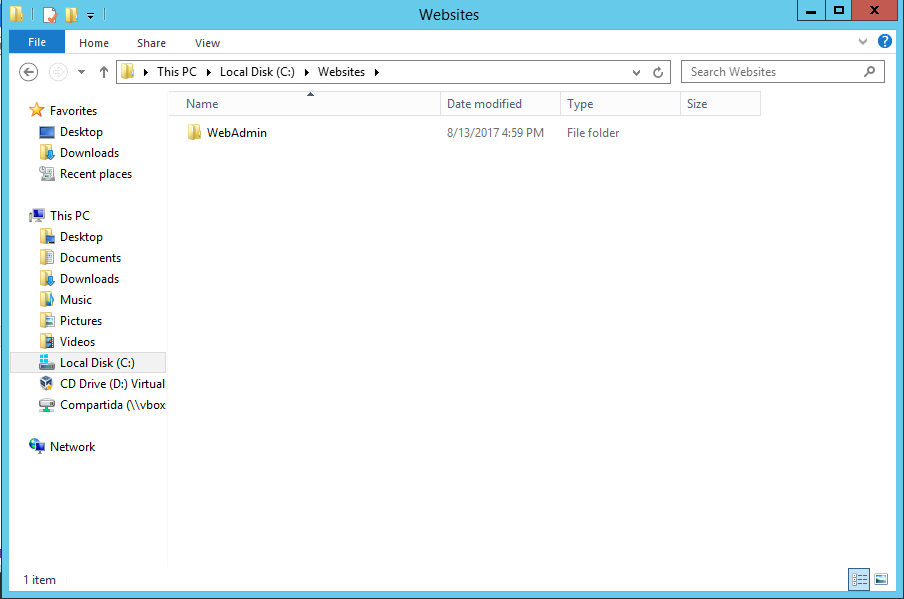 Websites
File Home Share View
This PC Local Disk (C:) Websites
Search Websites
Name Date modified Type Size
WebAdmin 8/13/2017 4:59 PM File folder
Favorites
Desktop
Downloads
Recent places
This PC
Desktop
Documents
Downloads
Music
Pictures
Videos
Local Disk (C:)
CD Drive (D:) Virtual
Compartida (\\vbox
Network
1 item